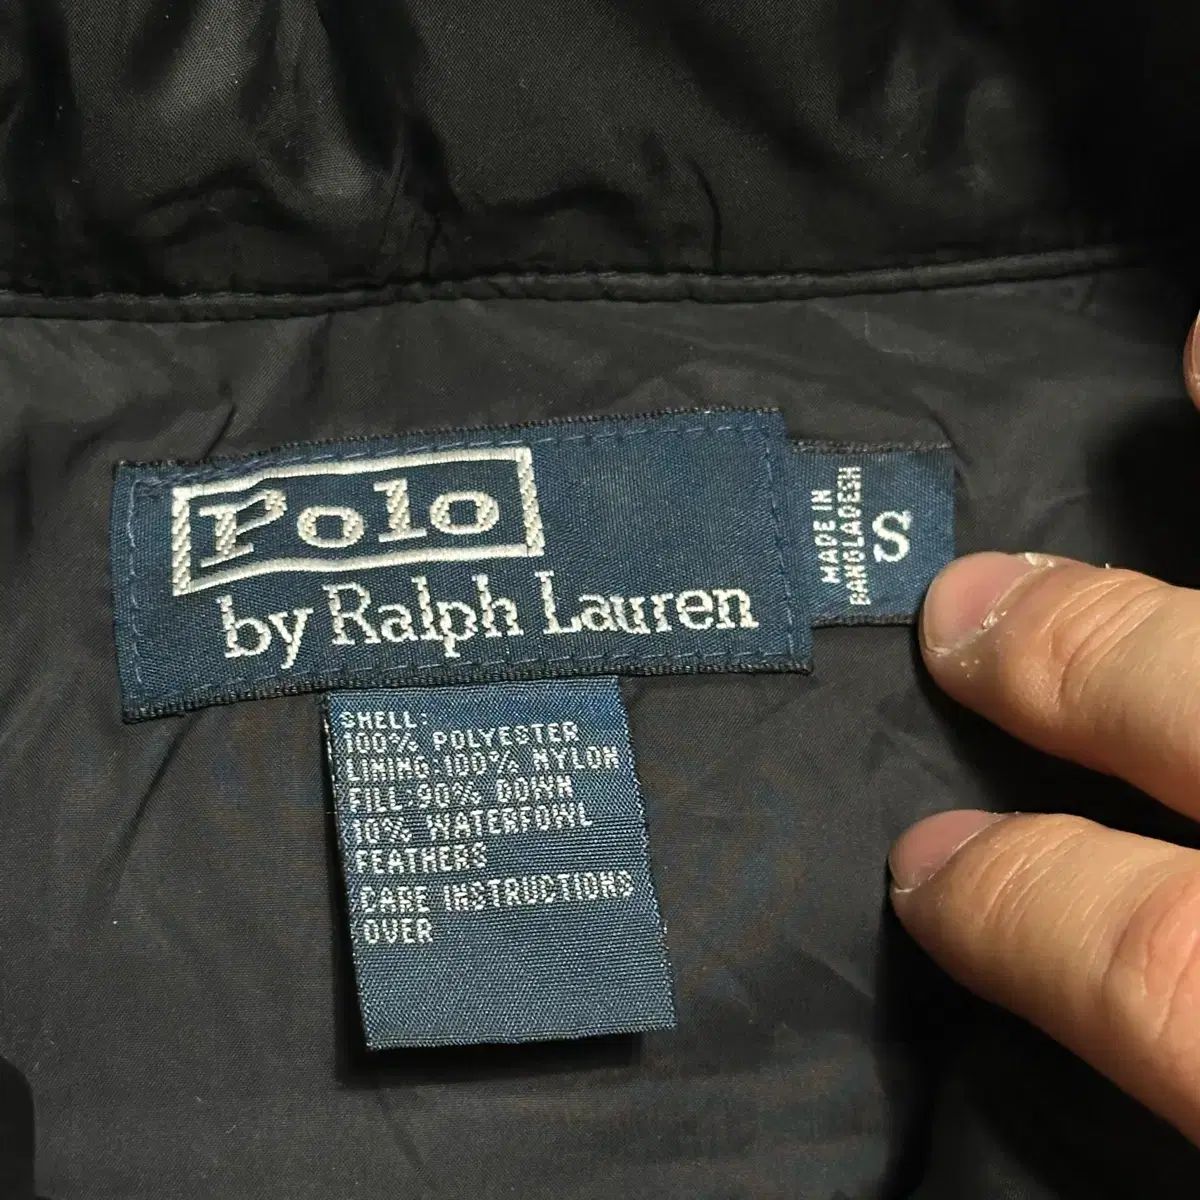 Polo
by Ralph Lauren
MADE IN
BANGLADESH
S
SHELL:
100% POLYESTER
LINING-100% NYLON
FILL-90% DOWN
10% WATERFOWL
FEATHERS
CARE INSTRUCTIONS
OVER